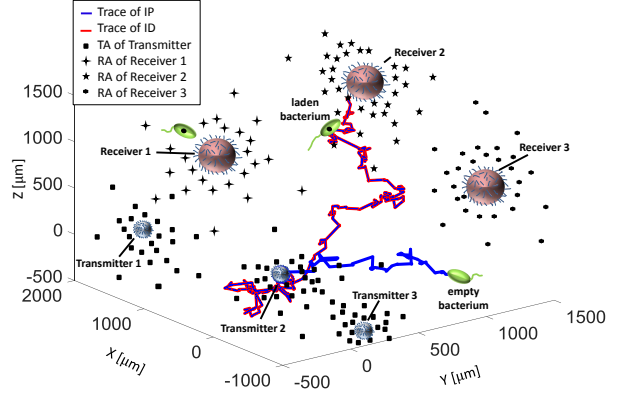 Trace of IP
Trace of ID
TA of Transmitter
RA of Receiver 1
RA of Receiver 2
RA of Receiver 3
Receiver 2
laden
bacterium
Receiver 1
Receiver 3
Transmitter 1
Transmitter 2
Transmitter 3
empty
bacterium
Z [μm]
1500
1000
500
0
-500
2000
1000
0
-1000
X [μm]
-500
0
500
1000
1500
Y [μm]